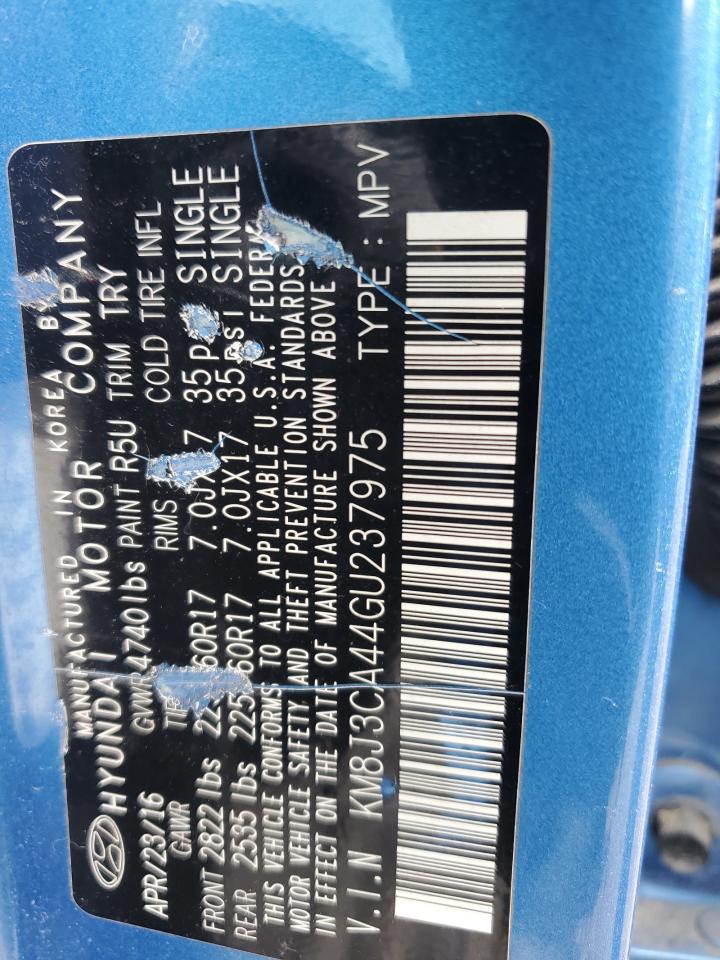 MANUFACTURED IN KOREA BY
HYUNDAI MOTOR COMPANY
APR/23/16 GVWR 4740lbs PAINT R5U TRIM TRY
GAWR RIMS COLD TIRE INFL
FRONT 2822 lbs 60R17 7.0JX17 35p SINGLE
REAR 2535 lbs 225 60R17 7.0JX17 35psi SINGLE
THIS VEHICLE CONFORMS TO ALL APPLICABLE U.S.A. FEDER
MOTOR VEHICLE SAFETY AND THEFT PREVENTION STANDARDS
IN EFFECT ON THE DATE OF MANUFACTURE SHOWN ABOVE
V.I.N KM8J3CA44GU237975 TYPE : MPV